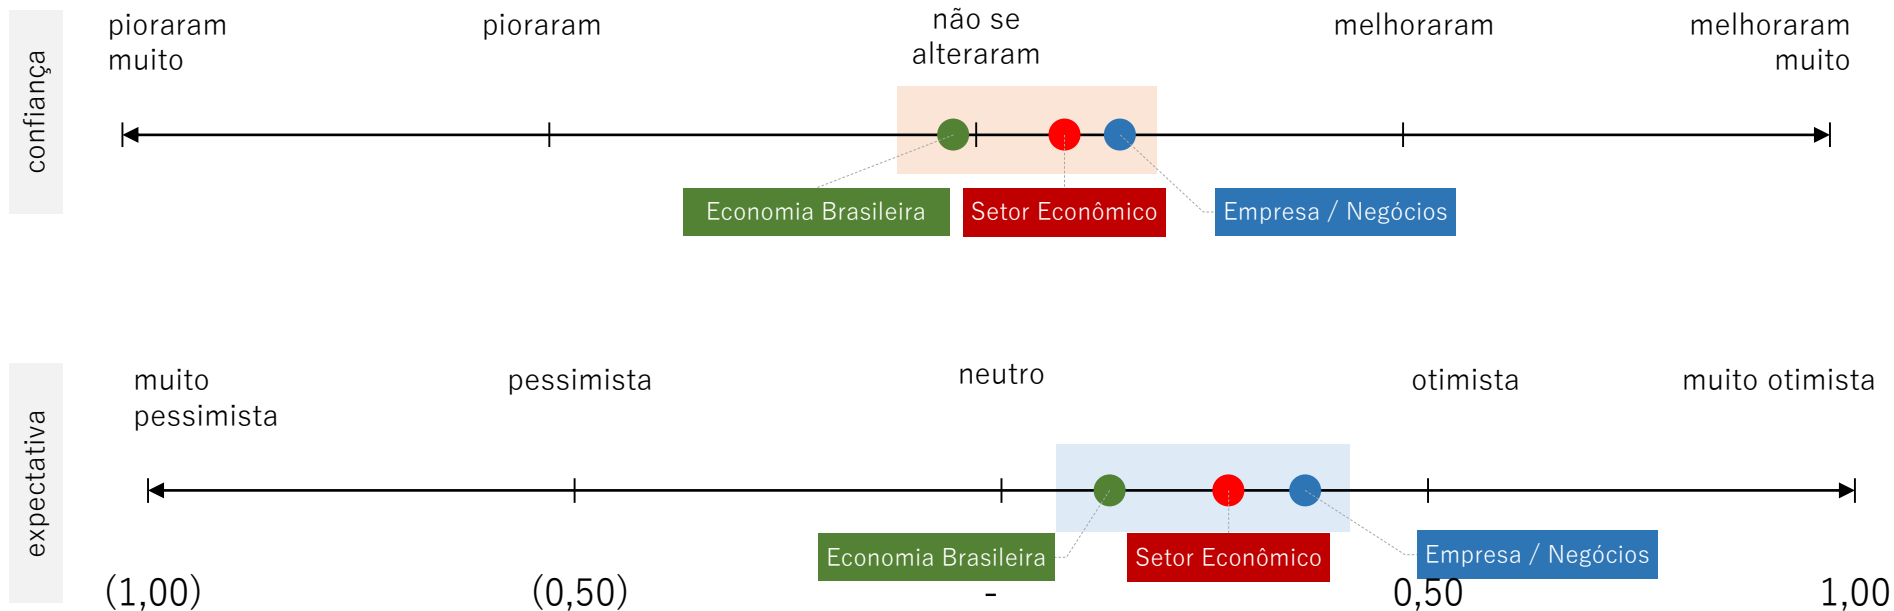 confiança
pioraram
muito
pioraram
não se
alteraram
melhoraram
melhoraram
muito
Economia Brasileira
Setor Econômico
Empresa / Negócios
expectativa
muito
pessimista
pessimista
neutro
otimista
muito otimista
Economia Brasileira
Setor Econômico
Empresa / Negócios
(1,00)
(0,50)
-
0,50
1,00